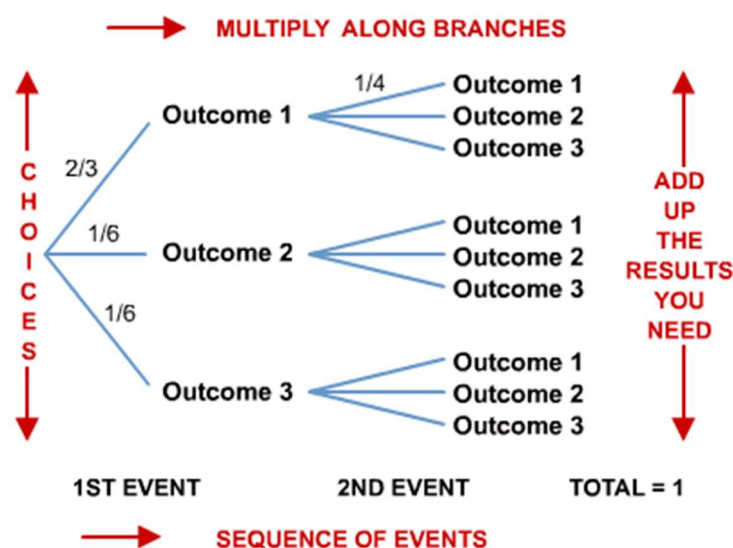 MULTIPLY ALONG BRANCHES
CHOICES
2/3
1/6
1/6
Outcome 1
1/4
Outcome 1
Outcome 2
Outcome 3
Outcome 2
Outcome 1
Outcome 2
Outcome 3
Outcome 3
Outcome 1
Outcome 2
Outcome 3
ADD
UP
THE
RESULTS
YOU
NEED
1ST EVENT 2ND EVENT TOTAL = 1
SEQUENCE OF EVENTS